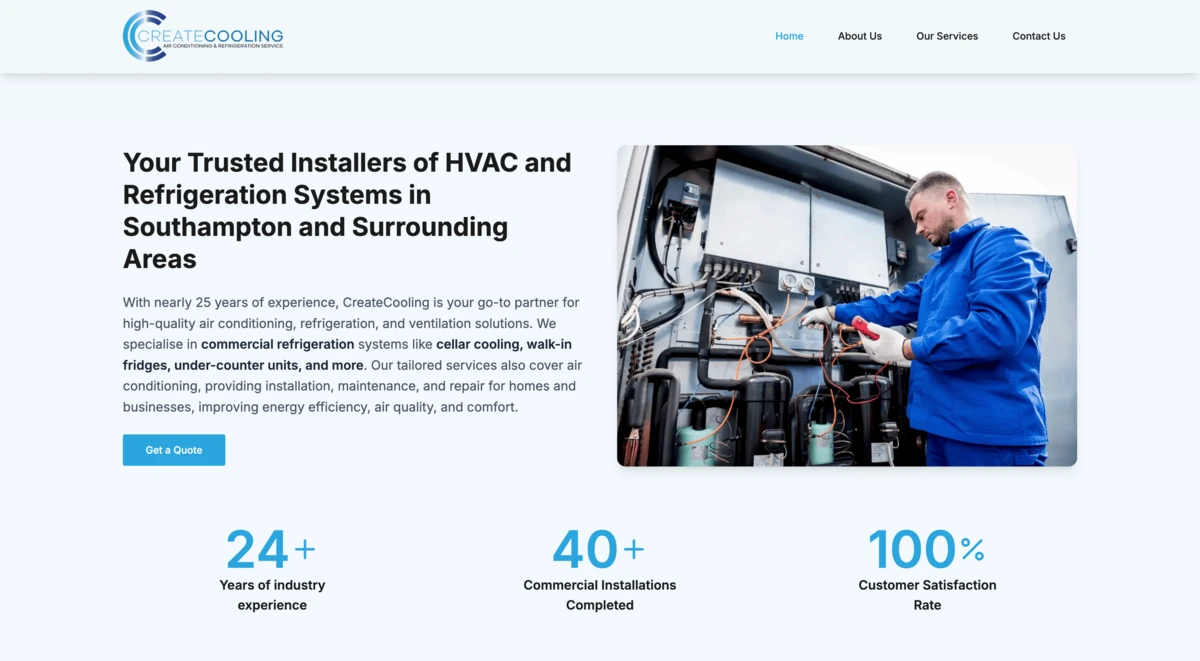 CREATECOOLING
AIR CONDITIONING & REFRIGERATION SERVICE
Home
About Us
Our Services
Contact Us
Your Trusted Installers of HVAC and
Refrigeration Systems in
Southampton and Surrounding
Areas
With nearly 25 years of experience, CreateCooling is your go-to partner for
high-quality air conditioning, refrigeration, and ventilation solutions. We
specialise in commercial refrigeration systems like cellar cooling, walk-in
fridges, under-counter units, and more. Our tailored services also cover air
conditioning, providing installation, maintenance, and repair for homes and
businesses, improving energy efficiency, air quality, and comfort.
Get a Quote
24+
Years of industry
experience
40+
Commercial Installations
Completed
100%
Customer Satisfaction
Rate